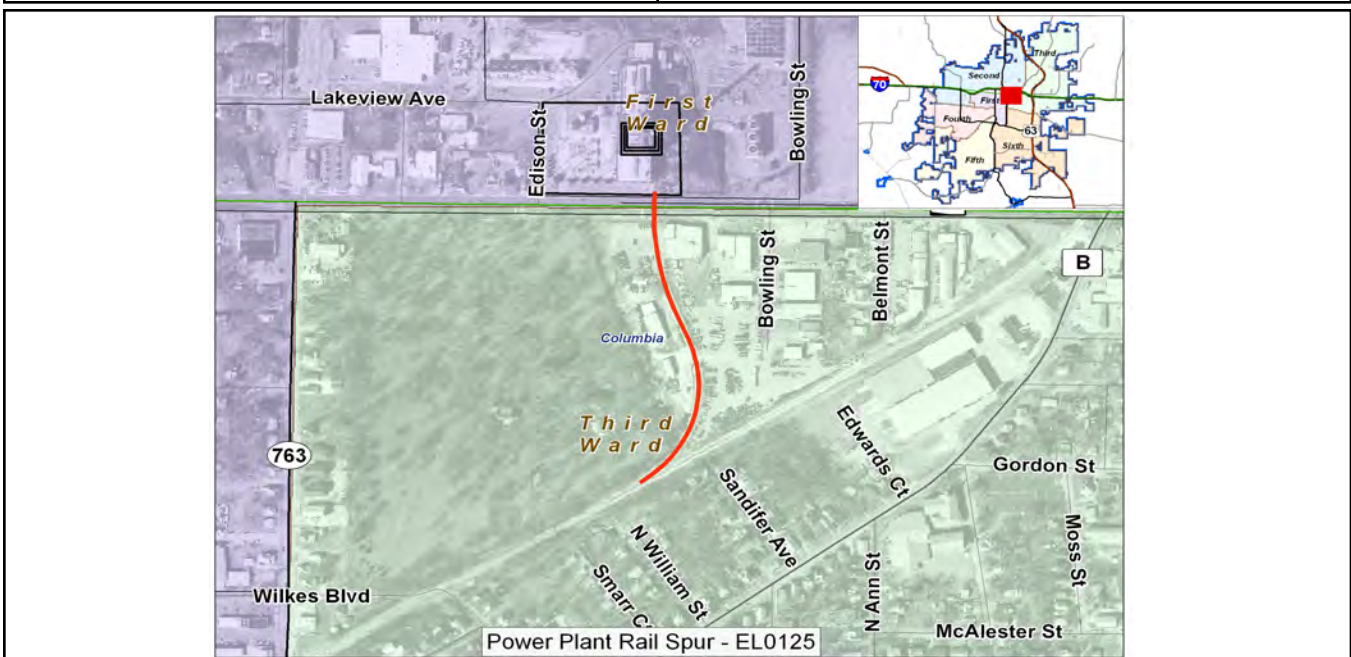 Lakeview Ave
Edison St
First
Ward
Bowling St
70
Second
Third
First
Fourth
63
Sixth
Fifth
Bowling St
Belmont St
B
Columbia
Third
Ward
763
Edwards Ct
Gordon St
Sandifer Ave
Moss St
N William St
N Ann St
Smarr C
Wilkes Blvd
McAlester St
Power Plant Rail Spur - EL0125